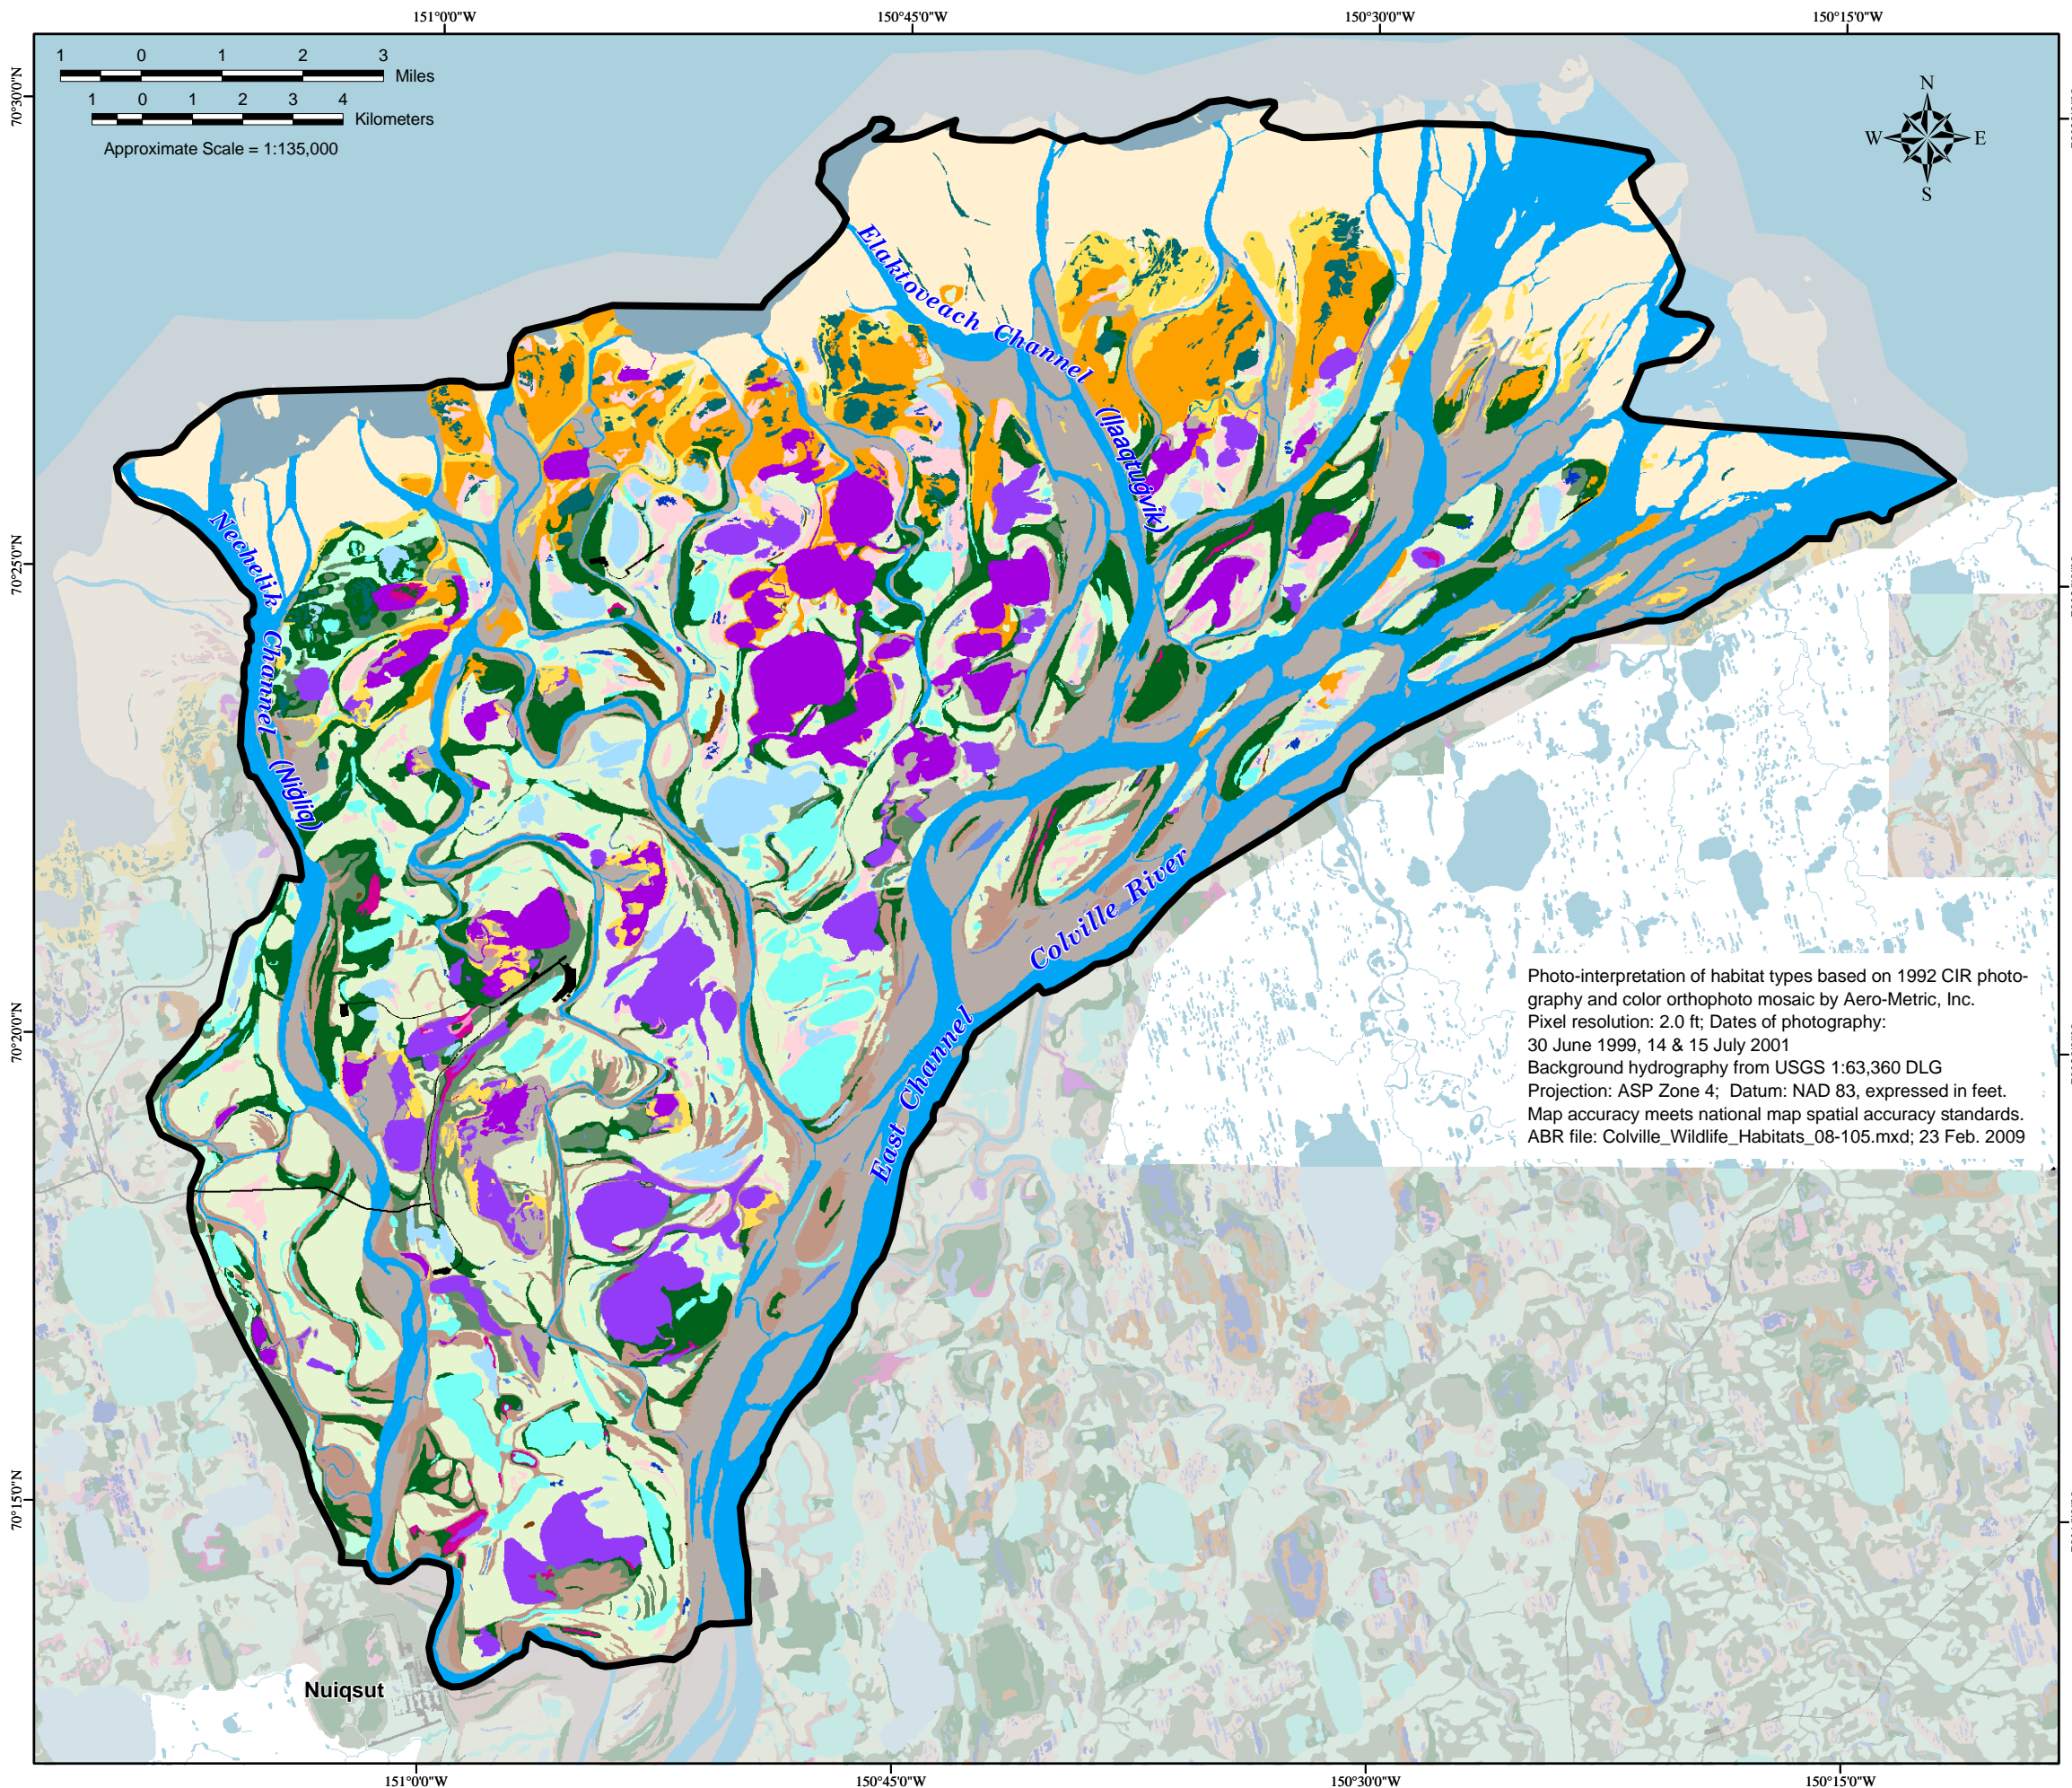 151°0'0"W
150°45'0"W
150°30'0"W
150°15'0"W
1 0 1 2 3
Miles
1 0 1 2 3 4
Kilometers
Approximate Scale = 1:135,000
N
W E
S
70°30'0"N
Elaktoveach Channel
Nechelik Channel
70°25'0"N
(Nigliq)
Colville River
East Channel
70°20'0"N
Photo-interpretation of habitat types based on 1992 CIR photo-
graphy and color orthophoto mosaic by Aero-Metric, Inc.
Pixel resolution: 2.0 ft; Dates of photography:
30 June 1999, 14 & 15 July 2001
Background hydrography from USGS 1:63,360 DLG
Projection: ASP Zone 4; Datum: NAD 83, expressed in feet.
Map accuracy meets national map spatial accuracy standards.
ABR file: Colville_Wildlife_Habitats_08-105.mxd; 23 Feb. 2009
70°15'0"N
Nuiqsut
151°0'0"W
150°45'0"W
150°30'0"W
150°15'0"W